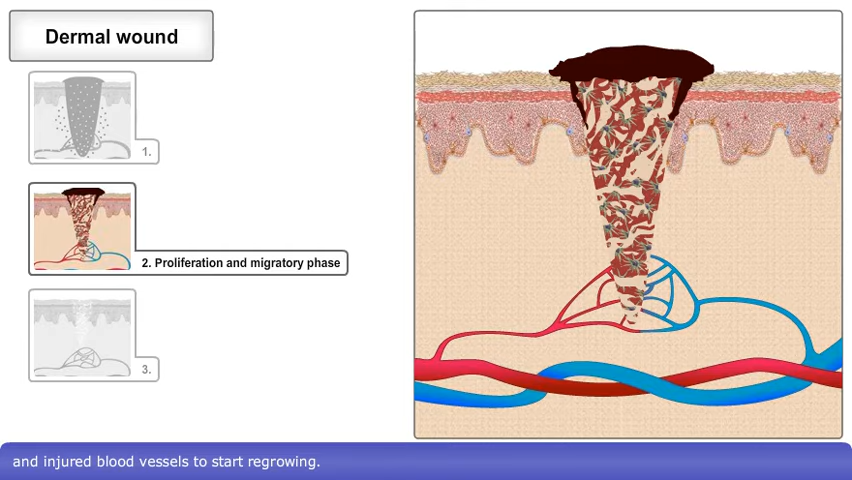 Dermal wound
1.
2. Proliferation and migratory phase
3.
and injured blood vessels to start regrowing.